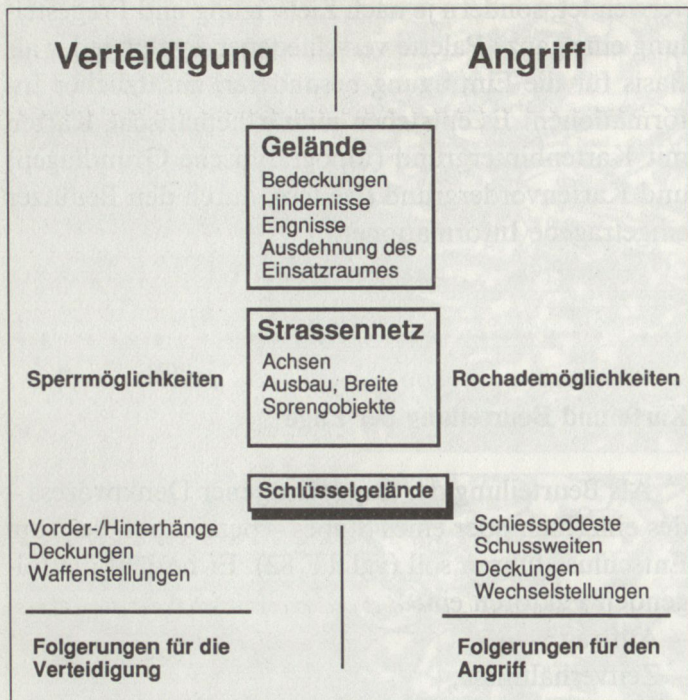 Verteidigung
Angriff
Gelände
Bedeckungen
Hindernisse
Engnisse
Ausdehnung des
Einsatzraumes
Strassennetz
Achsen
Ausbau, Breite
Sprengobjekte
Sperrmöglichkeiten
Rochademöglichkeiten
Schlüsselgelände
Vorder-/Hinterhänge
Deckungen
Waffenstellungen
Schiesspodeste
Schussweiten
Deckungen
Wechselstellungen
Folgerungen für die
Verteidigung
Folgerungen für den
Angriff